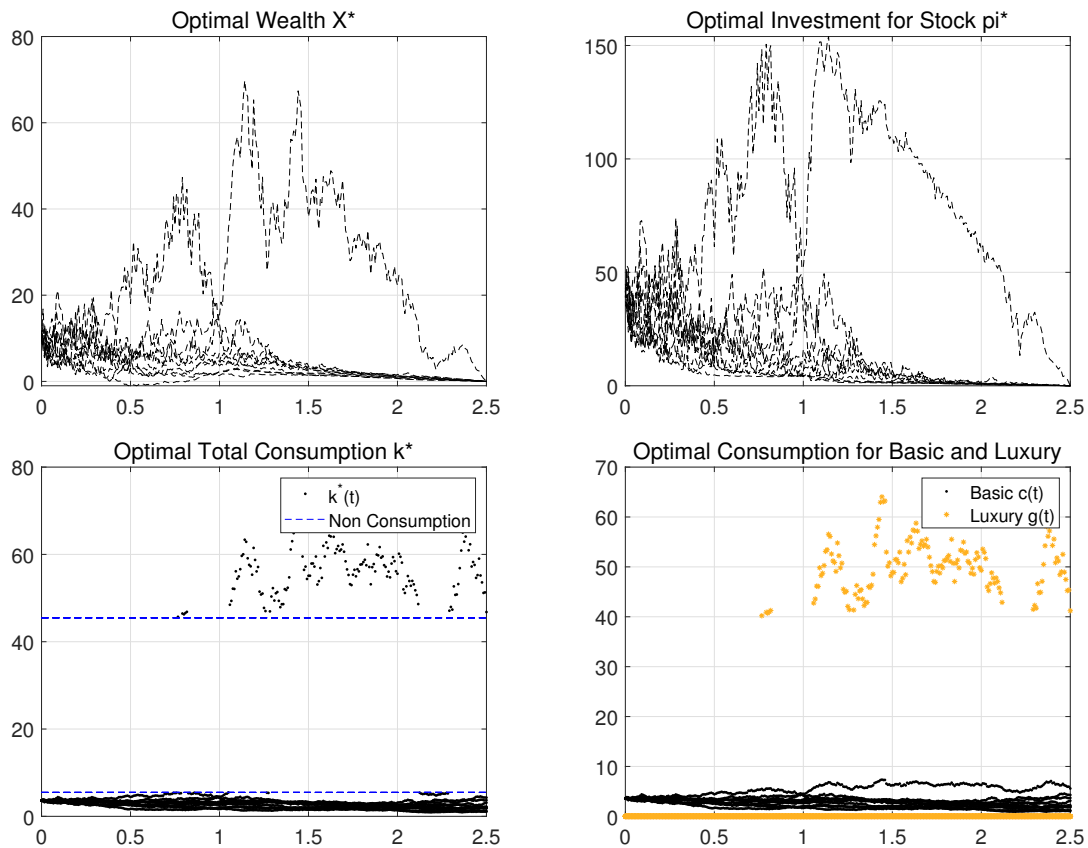 Optimal Wealth X*
80
60
40
20
0
0 0.5 1 1.5 2 2.5
Optimal Investment for Stock pi*
150
100
50
0
0 0.5 1 1.5 2 2.5
Optimal Total Consumption k*
80
60
40
20
0
0 0.5 1 1.5 2 2.5
k*(t)
Non Consumption
Optimal Consumption for Basic and Luxury
70
60
50
40
30
20
10
0
0 0.5 1 1.5 2 2.5
Basic c(t)
Luxury g(t)